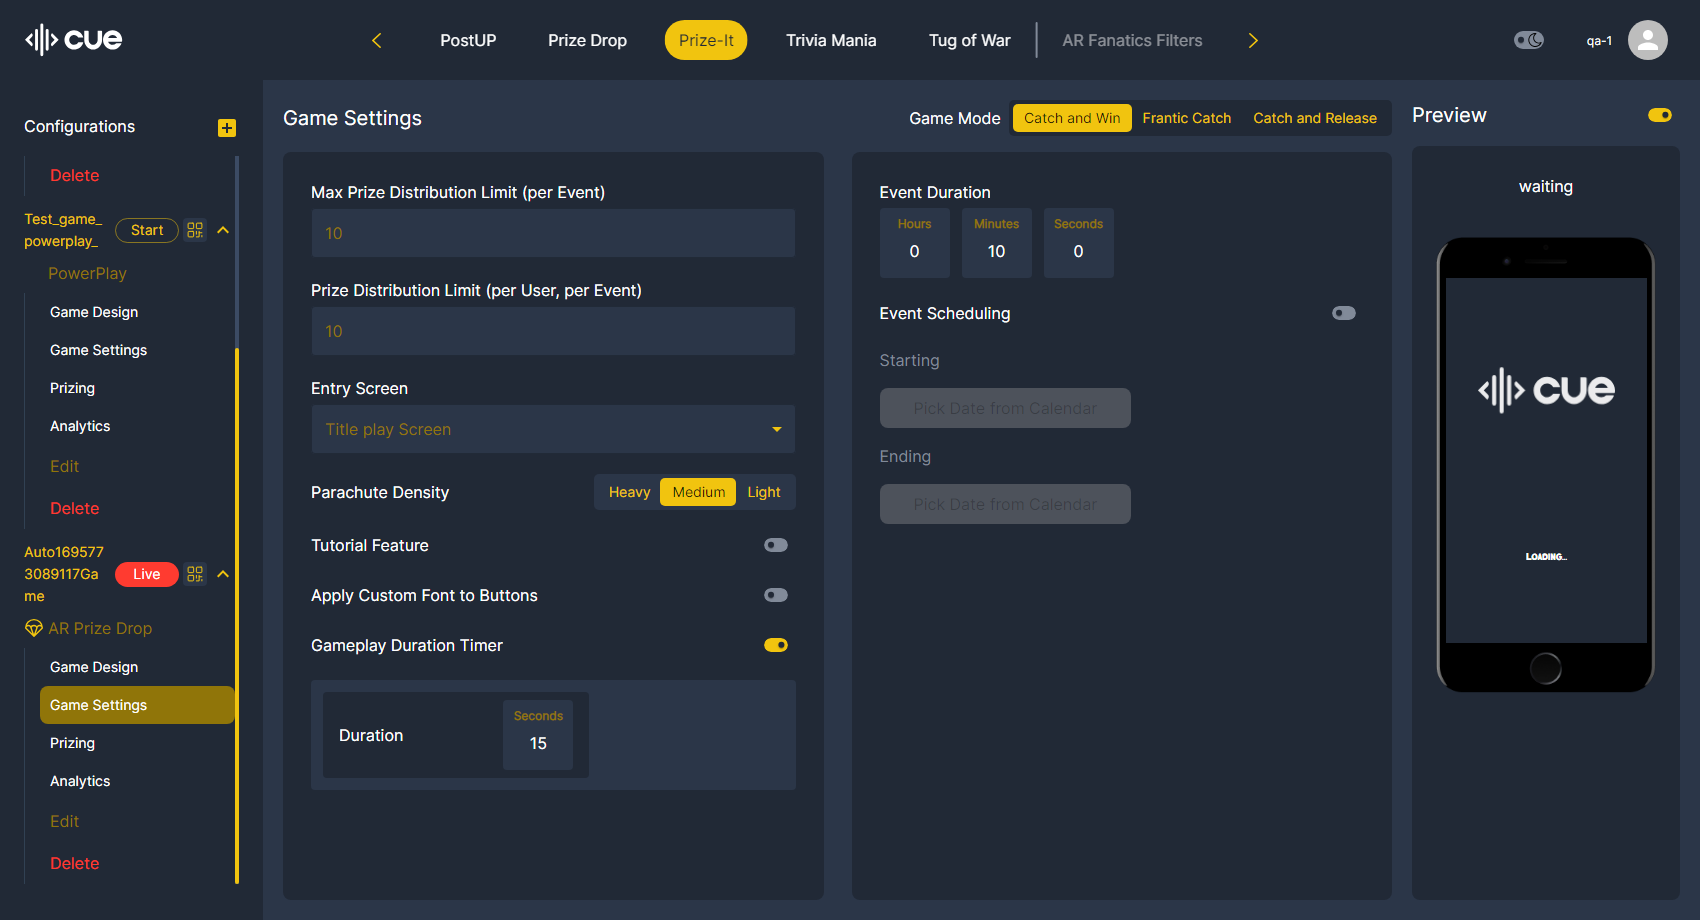 cue
PostUP
Prize Drop
Prize-It
Trivia Mania
Tug of War
AR Fanatics Filters
qa-1
Configurations
Delete
Test_game_
powerplay_
Start
PowerPlay
Game Design
Game Settings
Prizing
Analytics
Edit
Delete
Auto169577
3089117Ga
me
Live
AR Prize Drop
Game Design
Game Settings
Prizing
Analytics
Edit
Delete
Game Settings
Game Mode
Catch and Win
Frantic Catch
Catch and Release
Max Prize Distribution Limit (per Event)
10
Prize Distribution Limit (per User, per Event)
10
Entry Screen
Title play Screen
Parachute Density
Heavy
Medium
Light
Tutorial Feature
Apply Custom Font to Buttons
Gameplay Duration Timer
Duration
Seconds
15
Event Duration
Hours
0
Minutes
10
Seconds
0
Event Scheduling
Starting
Pick Date from Calendar
Ending
Pick Date from Calendar
Preview
waiting
cue
LOADING...